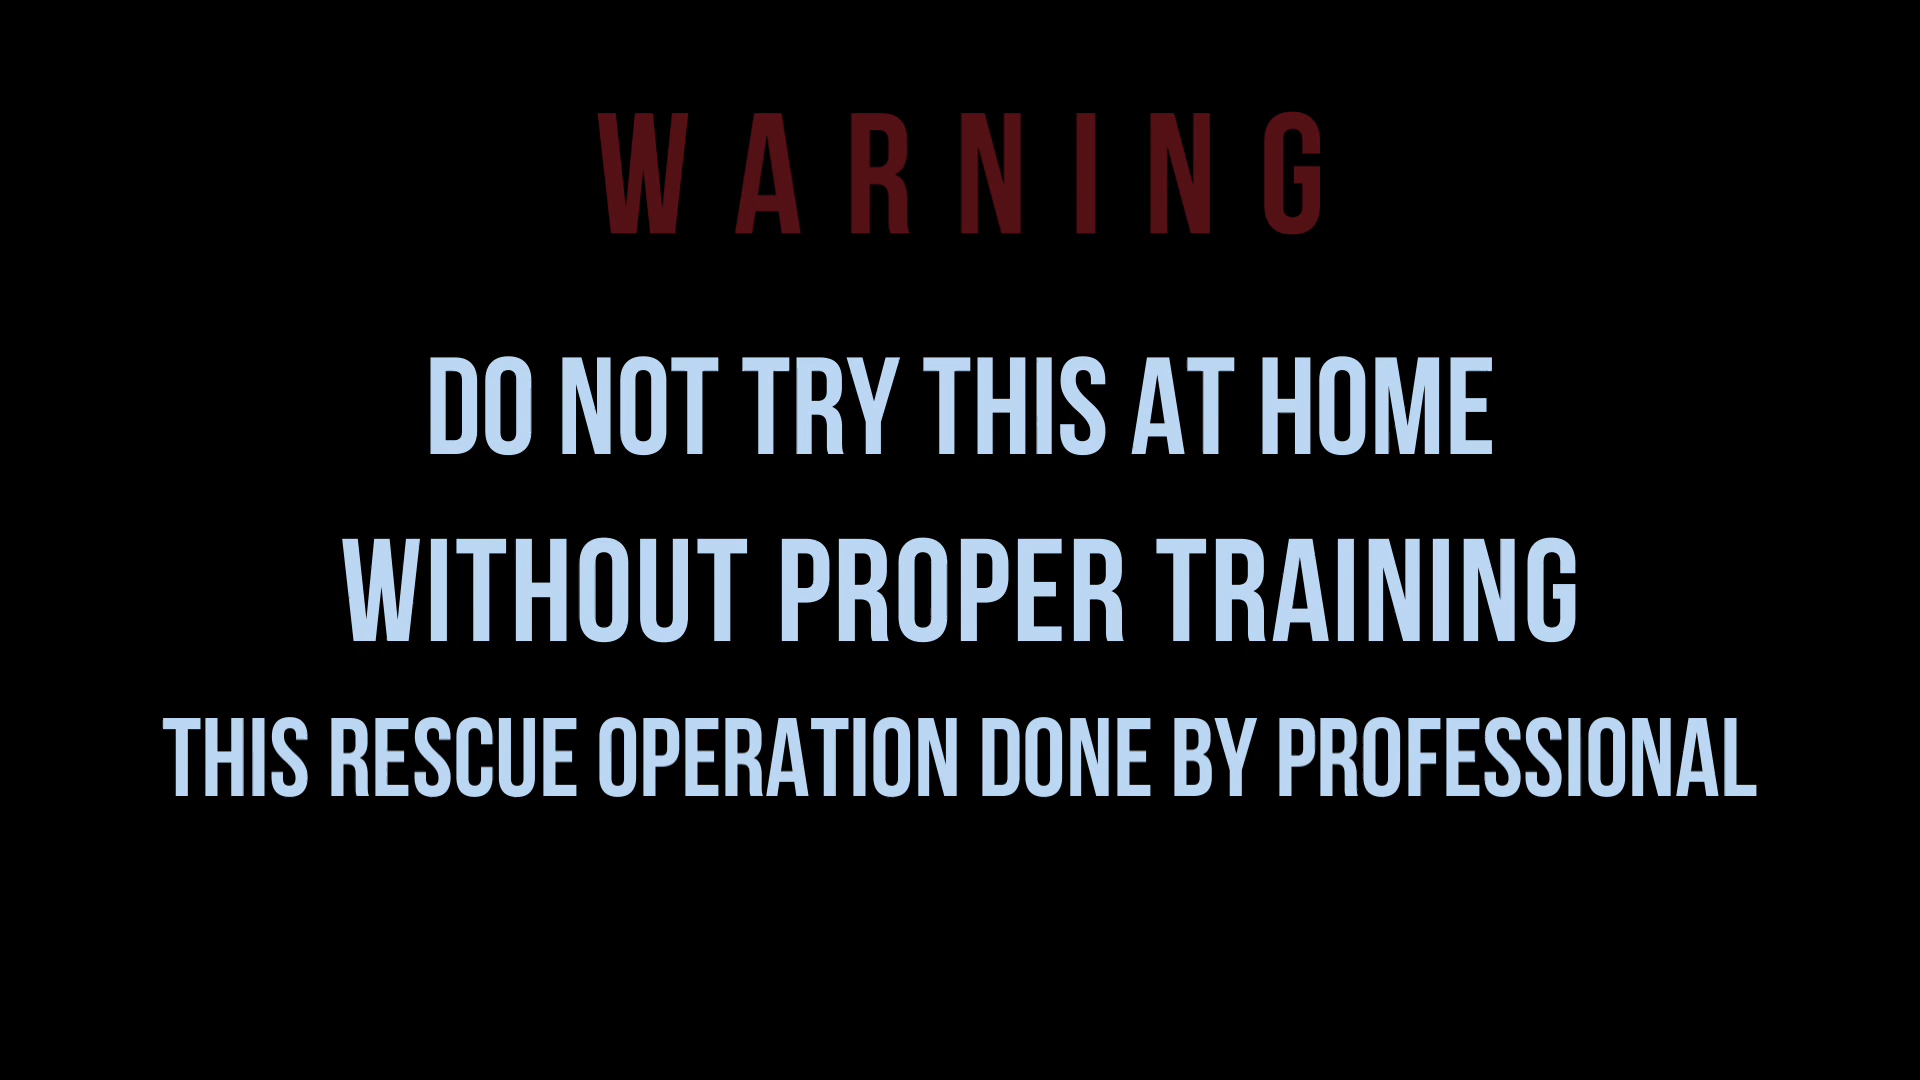 WARNING
DO NOT TRY THIS AT HOME
WITHOUT PROPER TRAINING
THIS RESCUE OPERATION DONE BY PROFESSIONAL